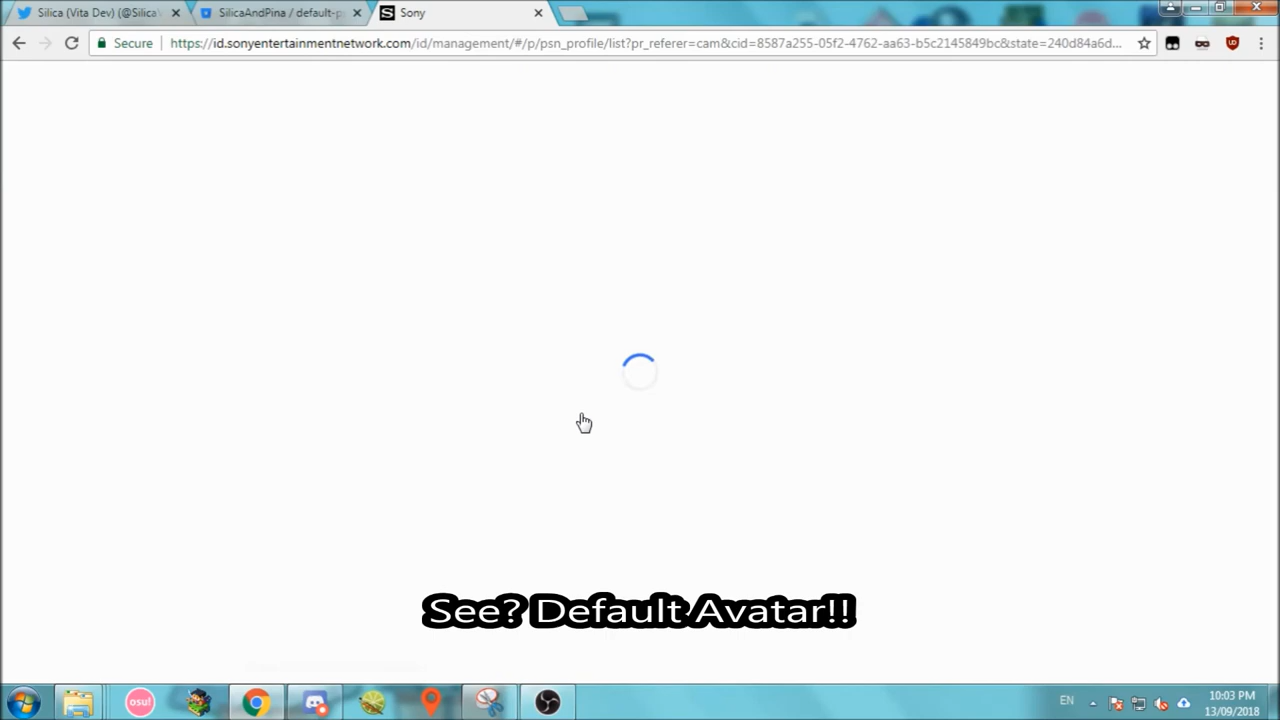 Silica (Vita Dev) (@Silica
SilicaAndPina / default-p
Sony
Secure
https://id.sonyentertainmentnetwork.com/id/management/#/p/psn_profile/list?pr_referer=cam&cid=8587a255-05f2-4762-aa63-b5c2145849bc&state=240d84a6d...
See? Default Avatar!!
osu!
EN
10:03 PM
13/09/2018